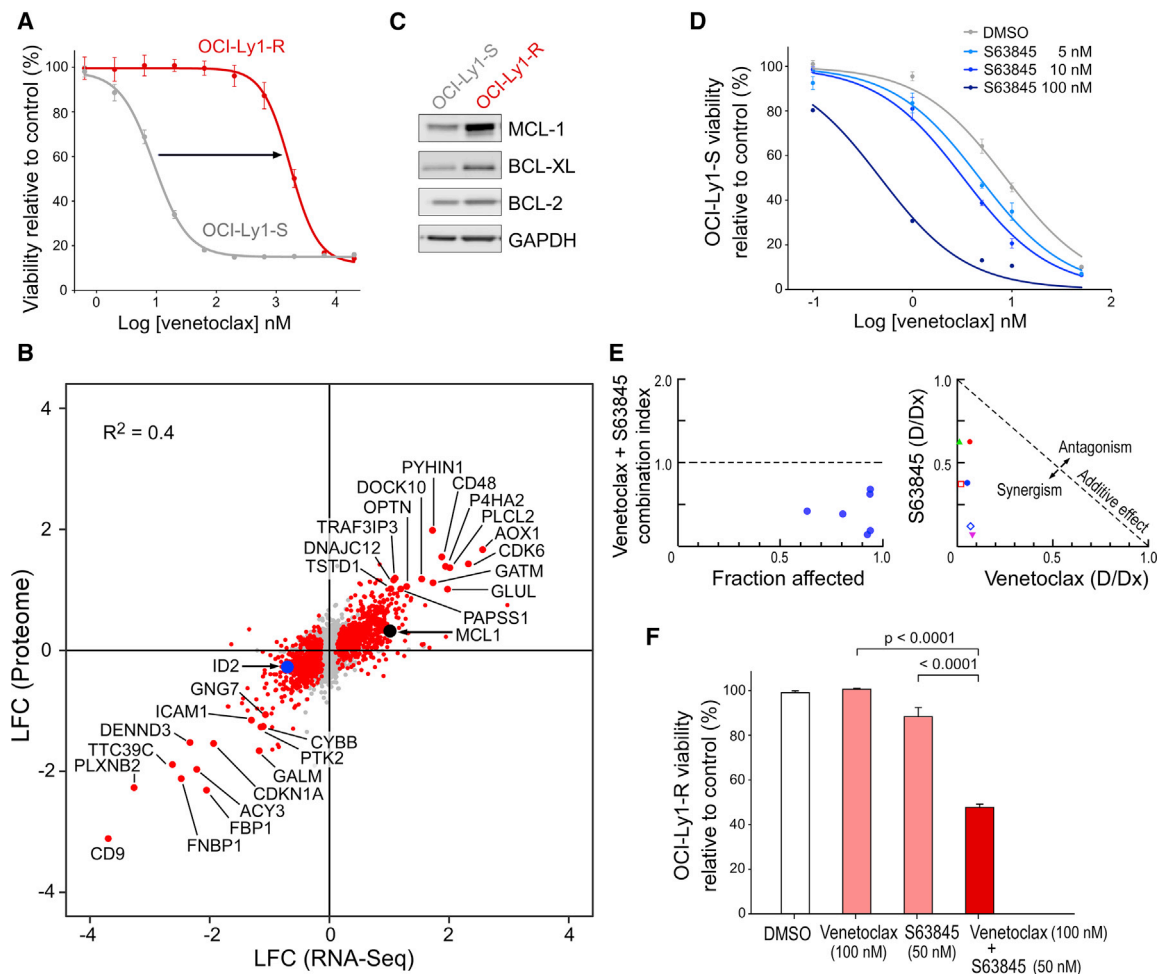 A
Viability relative to control (%)
100
80
60
40
20
0
OCI-Ly1-R
OCI-Ly1-S
0
1
2
3
4
Log [venetoclax] nM
C
OCI-Ly1-S
OCI-Ly1-R
MCL-1
BCL-XL
BCL-2
GAPDH
D
OCI-Ly1-S viability
relative to control (%)
100
80
60
40
20
0
DMSO
S63845 5 nM
S63845 10 nM
S63845 100 nM
-1
0
1
2
Log [venetoclax] nM
B
LFC (Proteome)
4
2
0
-2
-4
R2 = 0.4
PYHIN1
CD48
DOCK10
P4HA2
OPTN
PLCL2
TRAF3IP3
AOX1
DNAJC12
CDK6
TSTD1
GATM
GLUL
PAPSS1
MCL1
ID2
GNG7
ICAM1
DENND3
CYBB
TTC39C
PTK2
PLXNB2
GALM
CDKN1A
ACY3
FBP1
FNBP1
CD9
-4
-2
0
2
4
LFC (RNA-Seq)
E
Venetoclax + S63845
combination index
2.0
1.0
0
0.5
1.0
Fraction affected
S63845 (D/Dx)
1.0
0.5
0
Antagonism
Synergism
Additive effect
0.5
1.0
Venetoclax (D/Dx)
F
OCI-Ly1-R viability
relative to control (%)
100
80
60
40
20
0
p < 0.0001
< 0.0001
DMSO
Venetoclax
(100 nM)
S63845
(50 nM)
Venetoclax (100 nM)
+
S63845 (50 nM)